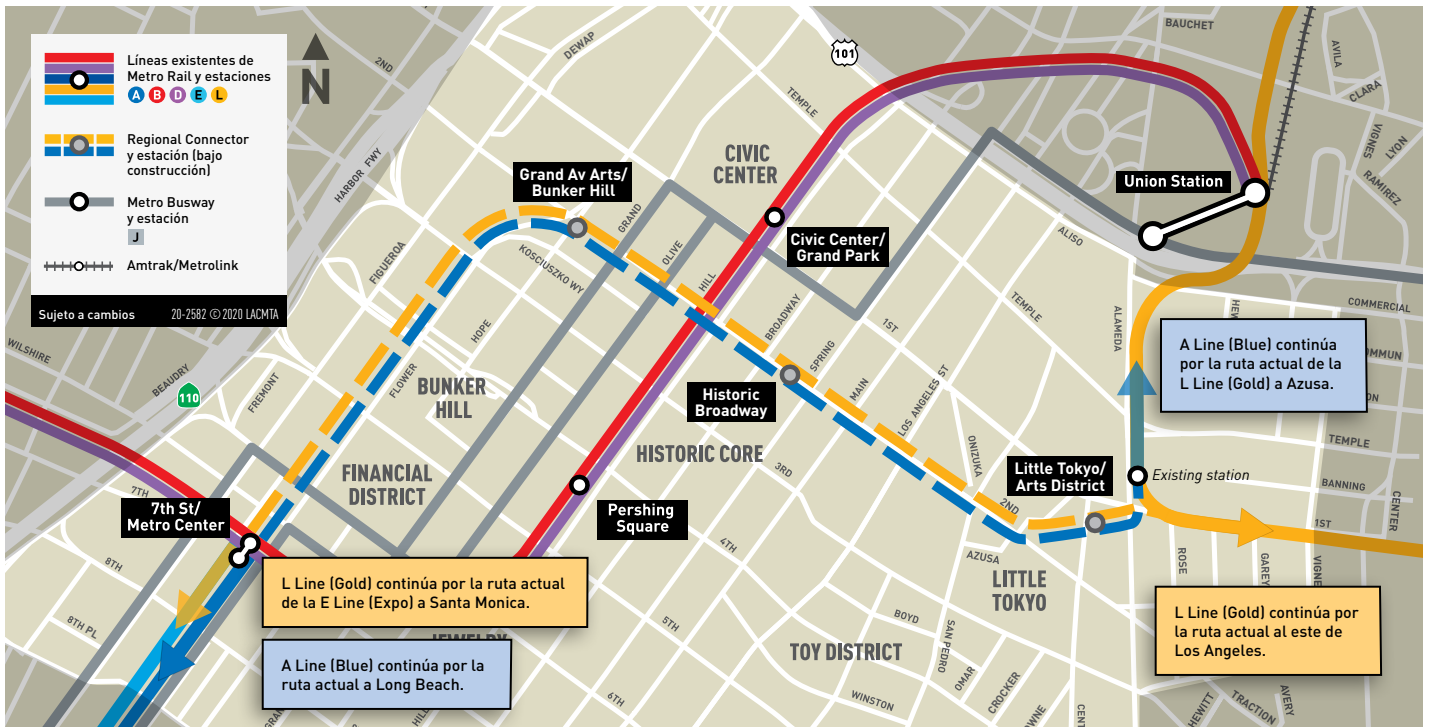 Líneas existentes de
Metro Rail y estaciones
A B D E L
Regional Connector
y estación (bajo
construcción)
Metro Busway
y estación
J
Amtrak/Metrolink
Sujeto a cambios
20-2582 © 2020 LACMTA
N
2ND
DEWAP
101
BAUCHET
AVILA
CLARA
VIGNES
LYON
RAMIREZ
HARBOR FWY
TEMPLE
CIVIC
CENTER
Grand Av Arts/
Bunker Hill
Union Station
GRAND
FIGUEROA
KOSCIUSZKO WY
OLIVE
Civic Center/
Grand Park
ALISO
HILL
BROADWAY
1ST
TEMPLE
ALAMEDA
COMMERCIAL
WILSHIRE
BEAUDRY
110
FREMONT
HOPE
FLOWER
BUNKER
HILL
SPRING
MAIN
LOS ANGELES ST
Historic
Broadway
A Line (Blue) continúa
por la ruta actual de la
L Line (Gold) a Azusa.
HISTORIC CORE
3RD
ONIZUKA
TEMPLE
FINANCIAL
DISTRICT
Little Tokyo/
Arts District
Existing station
BANNING
CENTER
7TH
7th St/
Metro Center
Pershing
Square
2ND
1ST
8TH
4TH
AZUSA
ROSE
GAREY
L Line (Gold) continúa por la ruta actual
de la E Line (Expo) a Santa Monica.
LITTLE
TOKYO
L Line (Gold) continúa por
la ruta actual al este de
Los Angeles.
8TH PL
5TH
BOYD
SAN PEDRO
JEWELRY
A Line (Blue) continúa por la
ruta actual a Long Beach.
TOY DISTRICT
OMAR
CROCKER
6TH
WINSTON
HEWITT
TRACTION
AVERY